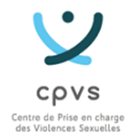 cpvs
Centre de Prise en charge
des Violences Sexuelles